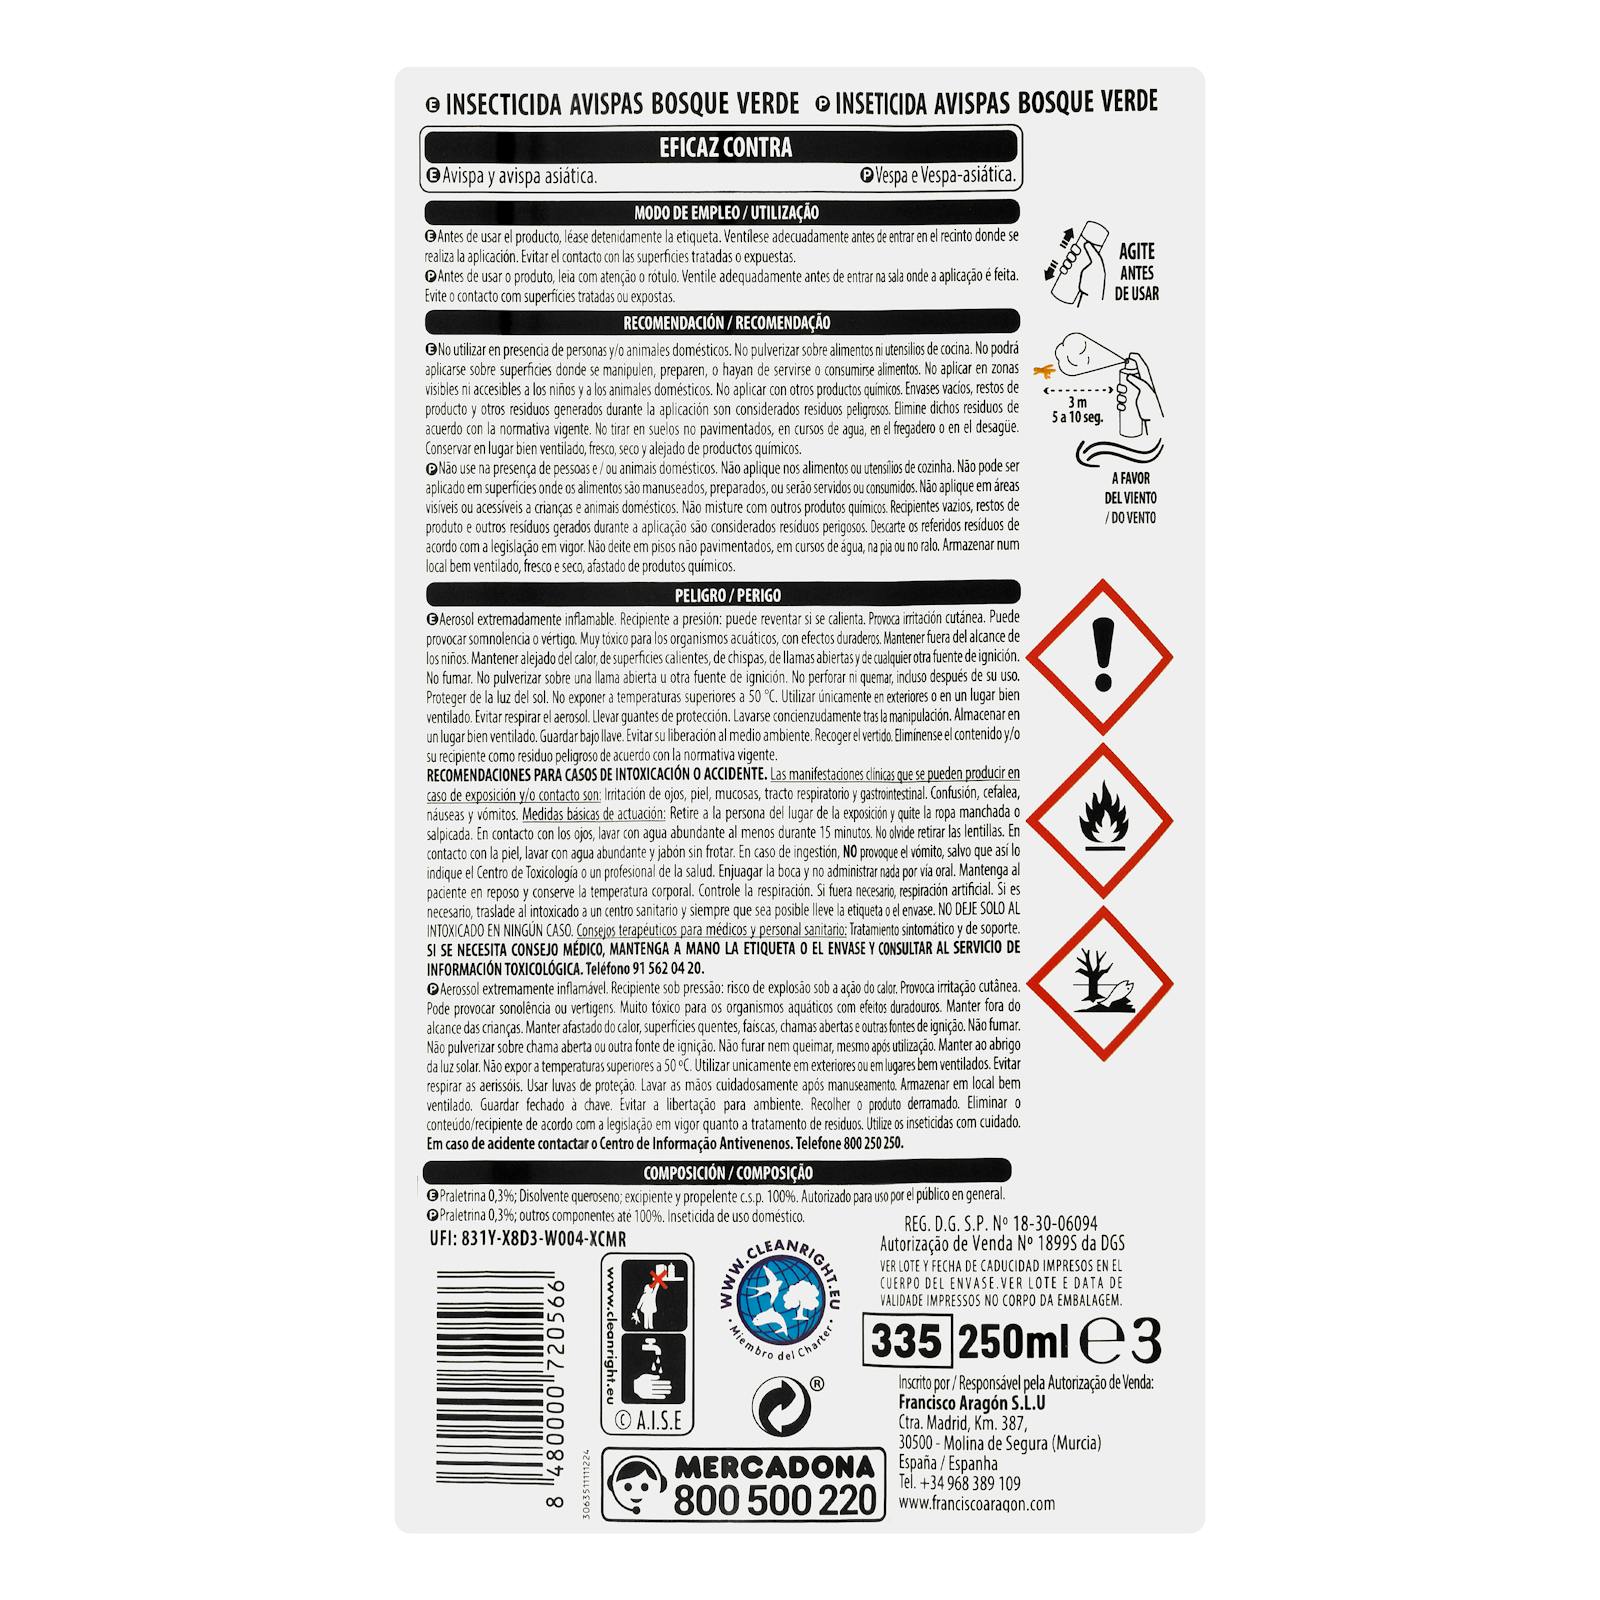 E INSECTICIDA AVISPAS BOSQUE VERDE P INSETICIDA AVISPAS BOSQUE VERDE
EFICAZ CONTRA
E Avispa y avispa asiática. P Vespa e Vespa-asiática.
MODO DE EMPLEO / UTILIZAÇÃO
E Antes de usar el producto, léase detenidamente la etiqueta. Ventílese adecuadamente antes de entrar en el recinto donde se
realiza la aplicación. Evitar el contacto con las superficies tratadas o expuestas.
P Antes de usar o produto, leia com atenção o rótulo. Ventile adequadamente antes de entrar na sala onde a aplicação é feita.
Evite o contacto com superfícies tratadas ou expostas.
AGITE
ANTES
DE USAR
RECOMENDACIÓN / RECOMENDAÇÃO
E No utilizar en presencia de personas y/o animales domésticos. No pulverizar sobre alimentos ni utensilios de cocina. No podrá
aplicarse sobre superficies donde se manipulen, preparen, o hayan de servirse o consumirse alimentos. No aplicar en zonas
visibles ni accesibles a los niños y a los animales domésticos. No aplicar con otros productos químicos. Envases vacíos, restos de
producto y otros residuos generados durante la aplicación son considerados residuos peligrosos. Elimine dichos residuos de
acuerdo con la normativa vigente. No tirar en suelos no pavimentados, en cursos de agua, en el fregadero o en el desagüe.
Conservar en lugar bien ventilado, fresco, seco y alejado de productos químicos.
P Não use na presença de pessoas e / ou animais domésticos. Não aplique nos alimentos ou utensílios de cozinha. Não pode ser
aplicado em superfícies onde os alimentos são manuseados, preparados, ou serão servidos ou consumidos. Não aplique em áreas
visíveis ou acessíveis a crianças e animais domésticos. Não misture com outros produtos químicos. Recipientes vazios, restos de
produto e outros resíduos gerados durante a aplicação são considerados resíduos perigosos. Descarte os referidos resíduos de
acordo com a legislação em vigor. Não deite em pisos não pavimentados, em cursos de água, na pia ou no ralo. Armazenar num
local bem ventilado, fresco e seco, afastado de produtos químicos.
3 m
5 a 10 seg.
A FAVOR
DEL VIENTO
/ DO VENTO
PELIGRO / PERIGO
E Aerosol extremadamente inflamable. Recipiente a presión: puede reventar si se calienta. Provoca irritación cutánea. Puede
provocar somnolencia o vértigo. Muy tóxico para los organismos acuáticos, con efectos duraderos. Mantener fuera del alcance de
los niños. Mantener alejado del calor, de superficies calientes, de chispas, de llamas abiertas y de cualquier otra fuente de ignición.
No fumar. No pulverizar sobre una llama abierta u otra fuente de ignición. No perforar ni quemar, incluso después de su uso.
Proteger de la luz del sol. No exponer a temperaturas superiores a 50 °C. Utilizar únicamente en exteriores o en un lugar bien
ventilado. Evitar respirar el aerosol. Llevar guantes de protección. Lavarse concienzudamente tras la manipulación. Almacenar en
un lugar bien ventilado. Guardar bajo llave. Evitar su liberación al medio ambiente. Recoger el vertido. Elimínense el contenido y/o
su recipiente como residuo peligroso de acuerdo con la normativa vigente.
RECOMENDACIONES PARA CASOS DE INTOXICACIÓN O ACCIDENTE. Las manifestaciones clínicas que se pueden producir en
caso de exposición y/o contacto son: Irritación de ojos, piel, mucosas, tracto respiratorio y gastrointestinal. Confusión, cefalea,
náuseas y vómitos. Medidas básicas de actuación: Retire a la persona del lugar de la exposición y quite la ropa manchada o
salpicada. En contacto con los ojos, lavar con agua abundante al menos durante 15 minutos. No olvide retirar las lentillas. En
contacto con la piel, lavar con agua abundante y jabón sin frotar. En caso de ingestión, NO provoque el vómito, salvo que así lo
indique el Centro de Toxicología o un profesional de la salud. Enjuagar la boca y no administrar nada por vía oral. Mantenga al
paciente en reposo y conserve la temperatura corporal. Controle la respiración. Si fuera necesario, respiración artificial. Si es
necesario, traslade al intoxicado a un centro sanitario y siempre que sea posible lleve la etiqueta o el envase. NO DEJE SOLO AL
INTOXICADO EN NINGÚN CASO. Consejos terapéuticos para médicos y personal sanitario: Tratamiento sintomático y de soporte.
SI SE NECESITA CONSEJO MÉDICO, MANTENGA A MANO LA ETIQUETA O EL ENVASE Y CONSULTAR AL SERVICIO DE
INFORMACIÓN TOXICOLÓGICA. Teléfono 91 562 04 20.
P Aerossol extremamente inflamável. Recipiente sob pressão: risco de explosão sob a ação do calor. Provoca irritação cutânea.
Pode provocar sonolência ou vertigens. Muito tóxico para os organismos aquáticos com efeitos duradouros. Manter fora do
alcance das crianças. Manter afastado do calor, superfícies quentes, faíscas, chamas abertas e outras fontes de ignição. Não fumar.
Não pulverizar sobre chama aberta ou outra fonte de ignição. Não furar nem queimar, mesmo após utilização. Manter ao abrigo
da luz solar. Não expor a temperaturas superiores a 50 ºC. Utilizar unicamente em exteriores ou em lugares bem ventilados. Evitar
respirar as aerissóis. Usar luvas de proteção. Lavar as mãos cuidadosamente após manuseamento. Armazenar em local bem
ventilado. Guardar fechado à chave. Evitar a libertação para ambiente. Recolher o produto derramado. Eliminar o
conteúdo/recipiente de acordo com a legislação em vigor quanto a tratamento de resíduos. Utilize os inseticidas com cuidado.
Em caso de acidente contactar o Centro de Informação Antivenenos. Telefone 800 250 250.
COMPOSICIÓN / COMPOSIÇÃO
E Praletrina 0,3%; Disolvente queroseno; excipiente y propelente c.s.p. 100%. Autorizado para uso por el público en general.
P Praletrina 0,3%; outros componentes até 100%. Inseticida de uso doméstico.
UFI: 831Y-X8D3-W004-XCMR
REG. D.G. S.P. Nº 18-30-06094
Autorização de Venda Nº 1899S da DGS
VER LOTE Y FECHA DE CADUCIDAD IMPRESOS EN EL
CUERPO DEL ENVASE. VER LOTE E DATA DE
VALIDADE IMPRESSOS NO CORPO DA EMBALAGEM.
8 480000 720566
30635111111224
www.cleanright.eu
© A.I.S.E
WWW.CLEANRIGHT.EU
• Miembro del Charter •
®
335 250ml e 3
MERCADONA
800 500 220
Inscrito por / Responsável pela Autorização de Venda:
Francisco Aragón S.L.U
Ctra. Madrid, Km. 387,
30500 - Molina de Segura (Murcia)
España / Espanha
Tel. +34 968 389 109
www.franciscoaragon.com